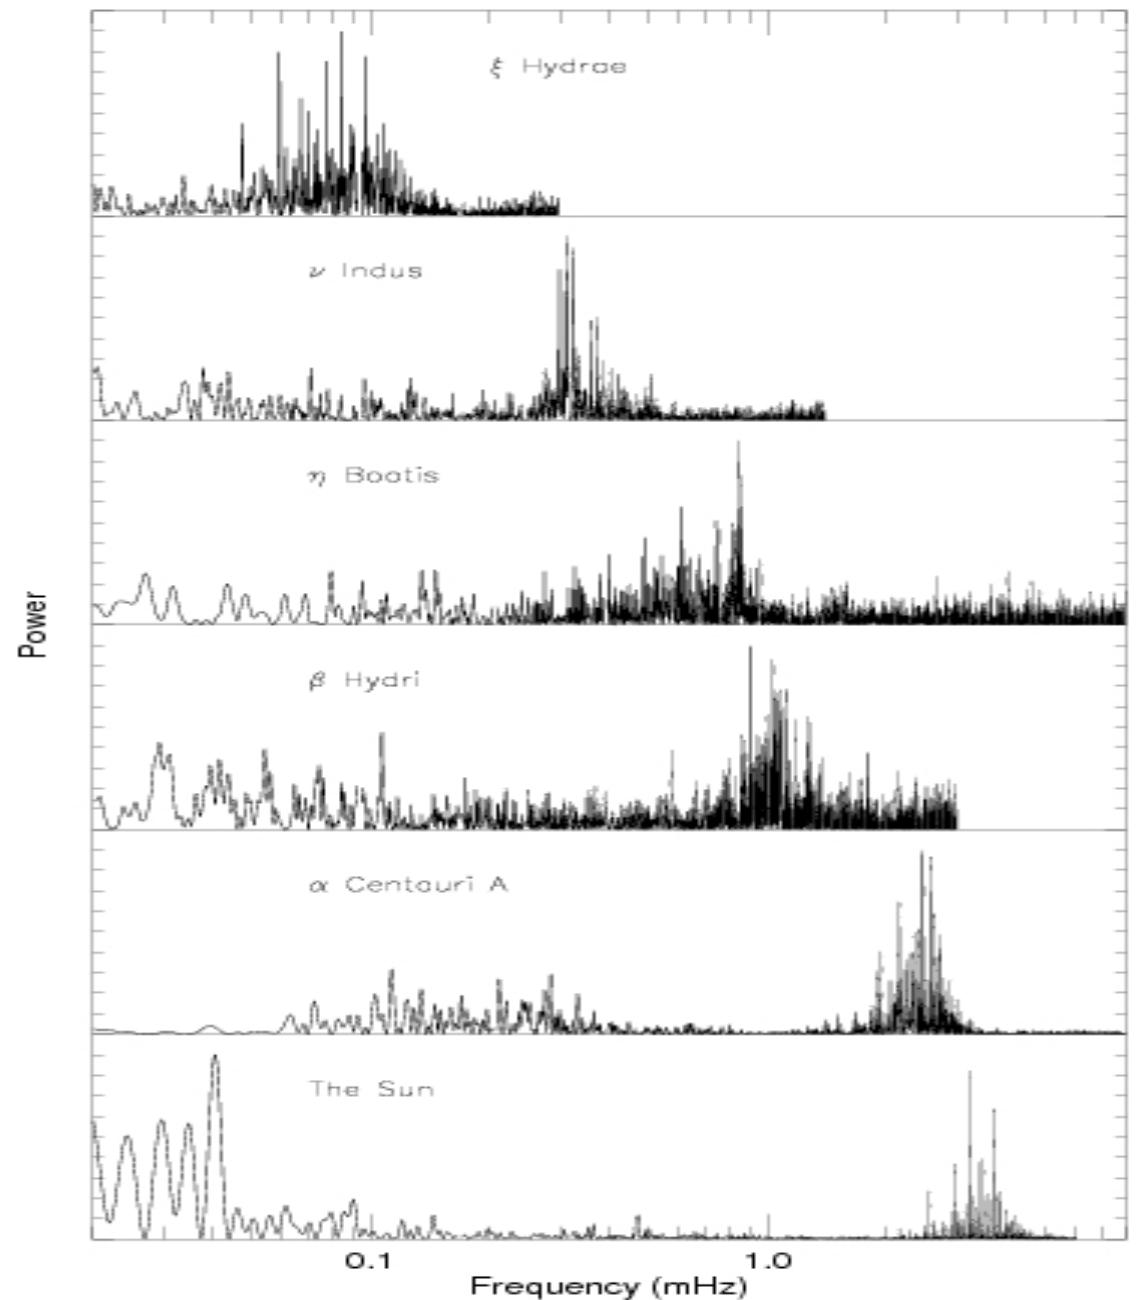 ξ Hydrae
ν Indus
η Bootis
Power
β Hydri
α Centauri A
The Sun
0.1 1.0
Frequency (mHz)